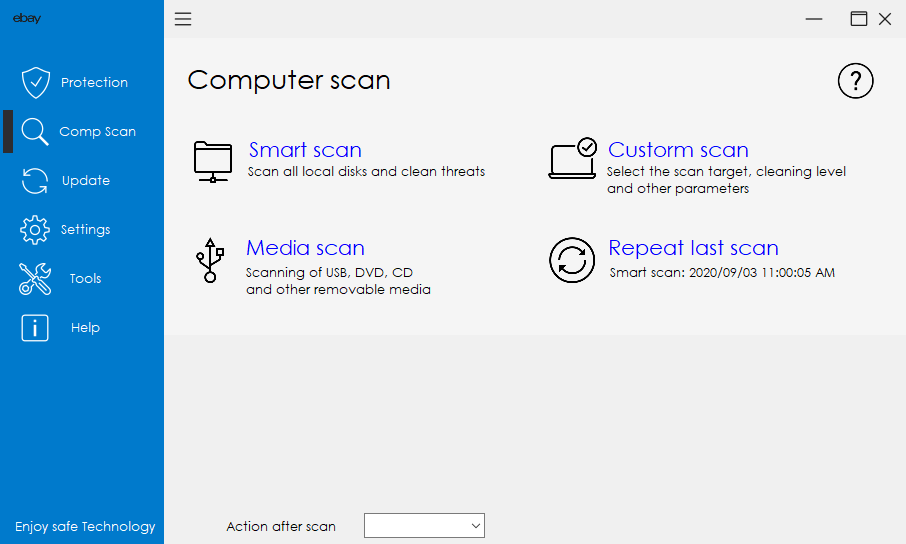 ebay
Protection
Comp Scan
Update
Settings
Tools
Help
Enjoy safe Technology
Computer scan
?
Smart scan
Scan all local disks and clean threats
Custorm scan
Select the scan target, cleaning level
and other parameters
Media scan
Scanning of USB, DVD, CD
and other removable media
Repeat last scan
Smart scan: 2020/09/03 11:00:05 AM
Action after scan